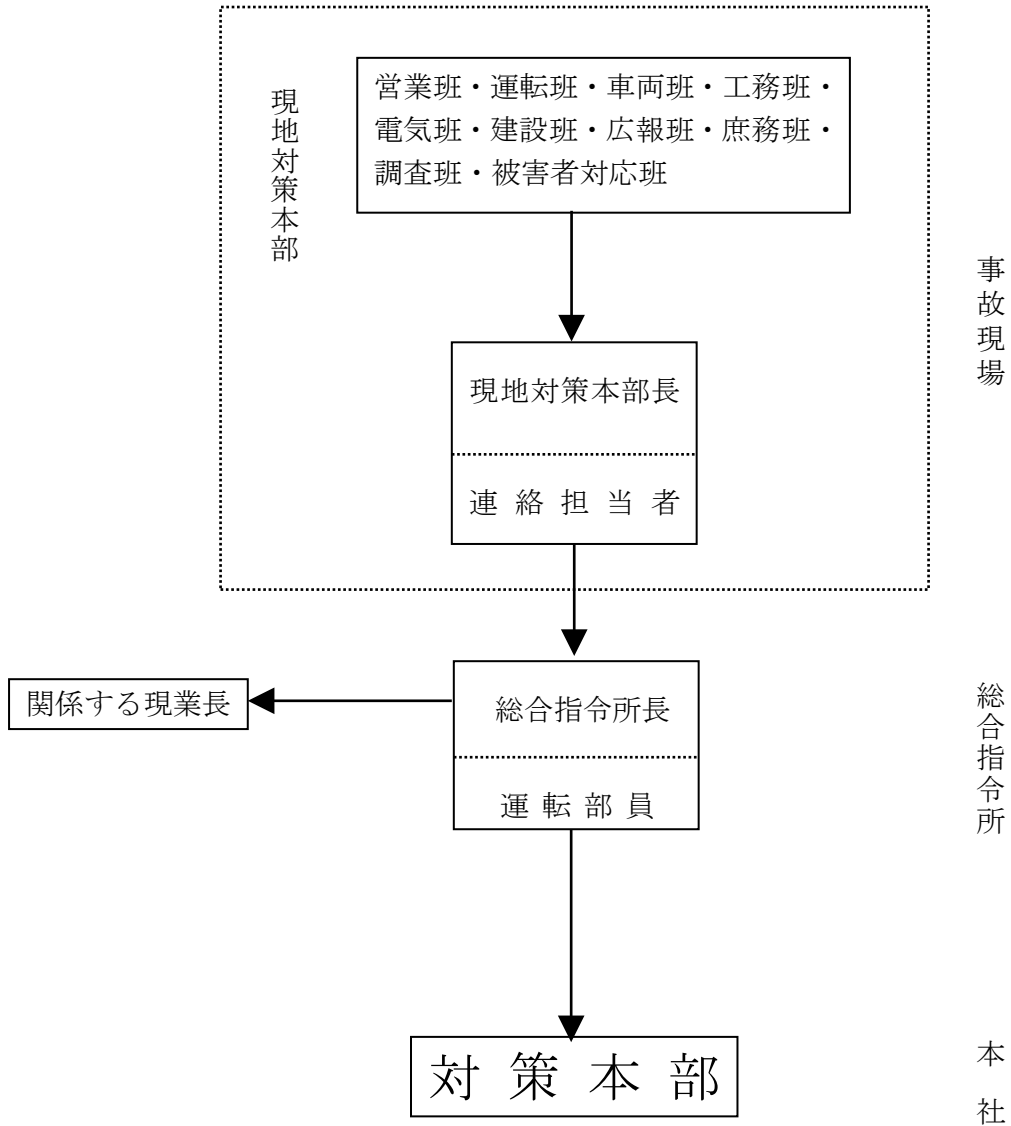 現地対策本部
営業班・運転班・車両班・工務班・
電気班・建設班・広報班・庶務班・
調査班・被害者対応班
事故現場
現地対策本部長
連絡担当者
関係する現業長
総合指令所長
運転部員
総合指令所
対策本部
本社